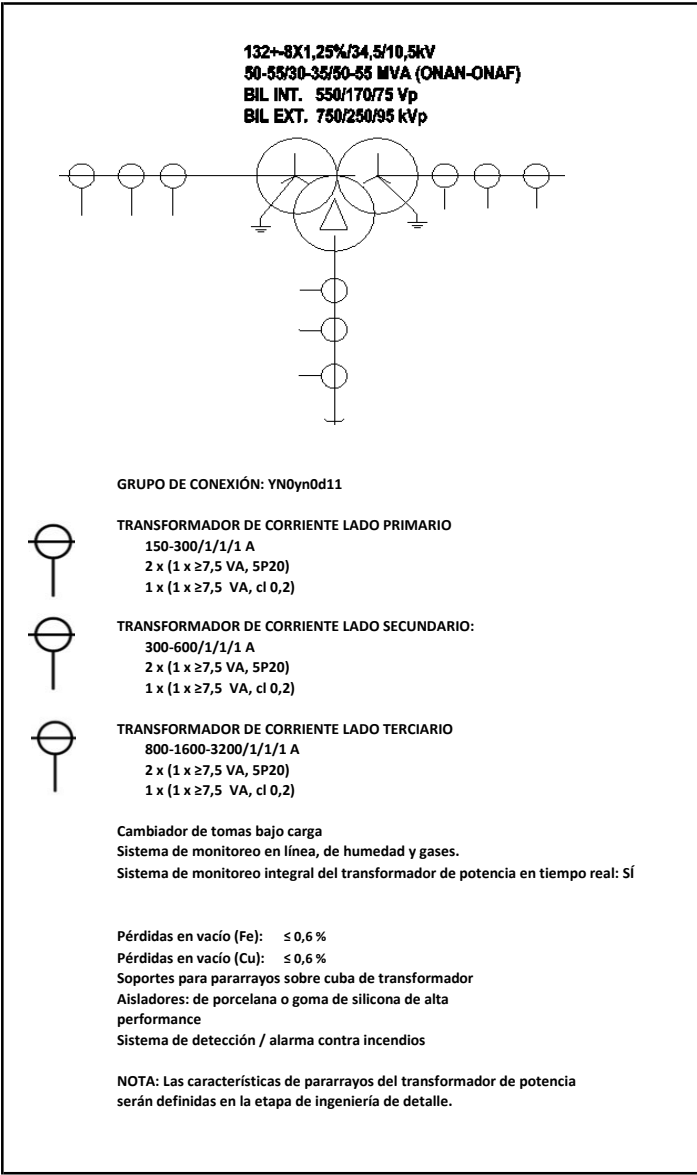 132+-8X1,25%/34,5/10,5kV
50-55/30-35/50-55 MVA (ONAN-ONAF)
BIL INT. 550/170/75 Vp
BIL EXT. 750/250/95 kVp
GRUPO DE CONEXIÓN: YN0yn0d11
TRANSFORMADOR DE CORRIENTE LADO PRIMARIO
150-300/1/1/1 A
2 x (1 x ≥7,5 VA, 5P20)
1 x (1 x ≥7,5 VA, cl 0,2)
TRANSFORMADOR DE CORRIENTE LADO SECUNDARIO:
300-600/1/1/1 A
2 x (1 x ≥7,5 VA, 5P20)
1 x (1 x ≥7,5 VA, cl 0,2)
TRANSFORMADOR DE CORRIENTE LADO TERCIARIO
800-1600-3200/1/1/1 A
2 x (1 x ≥7,5 VA, 5P20)
1 x (1 x ≥7,5 VA, cl 0,2)
Cambiador de tomas bajo carga
Sistema de monitoreo en línea, de humedad y gases.
Sistema de monitoreo integral del transformador de potencia en tiempo real: SÍ
Pérdidas en vacío (Fe): ≤ 0,6 %
Pérdidas en vacío (Cu): ≤ 0,6 %
Soportes para pararrayos sobre cuba de transformador
Aisladores: de porcelana o goma de silicona de alta
performance
Sistema de detección / alarma contra incendios
NOTA: Las características de pararrayos del transformador de potencia
serán definidas en la etapa de ingeniería de detalle.